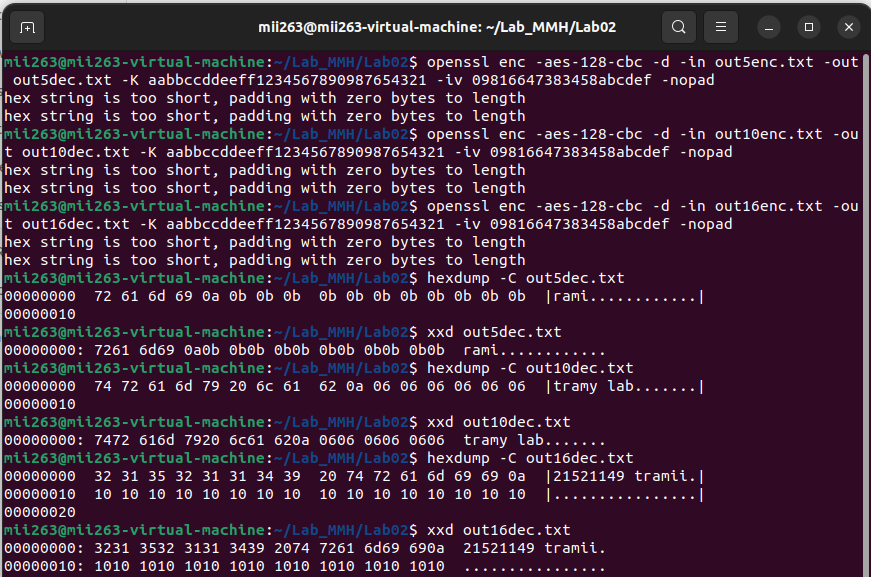 mii263@mii263-virtual-machine: ~/Lab_MMH/Lab02
mii263@mii263-virtual-machine:~/Lab_MMH/Lab02$ openssl enc -aes-128-cbc -d -in out5enc.txt -out
 out5dec.txt -K aabbccddeeff1234567890987654321 -iv 09816647383458abcdef -nopad
hex string is too short, padding with zero bytes to length
hex string is too short, padding with zero bytes to length
mii263@mii263-virtual-machine:~/Lab_MMH/Lab02$ openssl enc -aes-128-cbc -d -in out10enc.txt -ou
t out10dec.txt -K aabbccddeeff1234567890987654321 -iv 09816647383458abcdef -nopad
hex string is too short, padding with zero bytes to length
hex string is too short, padding with zero bytes to length
mii263@mii263-virtual-machine:~/Lab_MMH/Lab02$ openssl enc -aes-128-cbc -d -in out16enc.txt -ou
t out16dec.txt -K aabbccddeeff1234567890987654321 -iv 09816647383458abcdef -nopad
hex string is too short, padding with zero bytes to length
hex string is too short, padding with zero bytes to length
mii263@mii263-virtual-machine:~/Lab_MMH/Lab02$ hexdump -C out5dec.txt
00000000  72 61 6d 69 0a 0b 0b 0b  0b 0b 0b 0b 0b 0b 0b 0b  |rami............|
00000010
mii263@mii263-virtual-machine:~/Lab_MMH/Lab02$ xxd out5dec.txt
00000000: 7261 6d69 0a0b 0b0b 0b0b 0b0b 0b0b 0b0b  rami............
mii263@mii263-virtual-machine:~/Lab_MMH/Lab02$ hexdump -C out10dec.txt
00000000  74 72 61 6d 79 20 6c 61  62 0a 06 06 06 06 06 06  |tramy lab.......|
00000010
mii263@mii263-virtual-machine:~/Lab_MMH/Lab02$ xxd out10dec.txt
00000000: 7472 616d 7920 6c61 620a 0606 0606 0606  tramy lab.......
mii263@mii263-virtual-machine:~/Lab_MMH/Lab02$ hexdump -C out16dec.txt
00000000  32 31 35 32 31 31 34 39  20 74 72 61 6d 69 69 0a  |21521149 tramii.|
00000010  10 10 10 10 10 10 10 10  10 10 10 10 10 10 10 10  |................|
00000020
mii263@mii263-virtual-machine:~/Lab_MMH/Lab02$ xxd out16dec.txt
00000000: 3231 3532 3131 3439 2074 7261 6d69 690a  21521149 tramii.
00000010: 1010 1010 1010 1010 1010 1010 1010 1010  ................